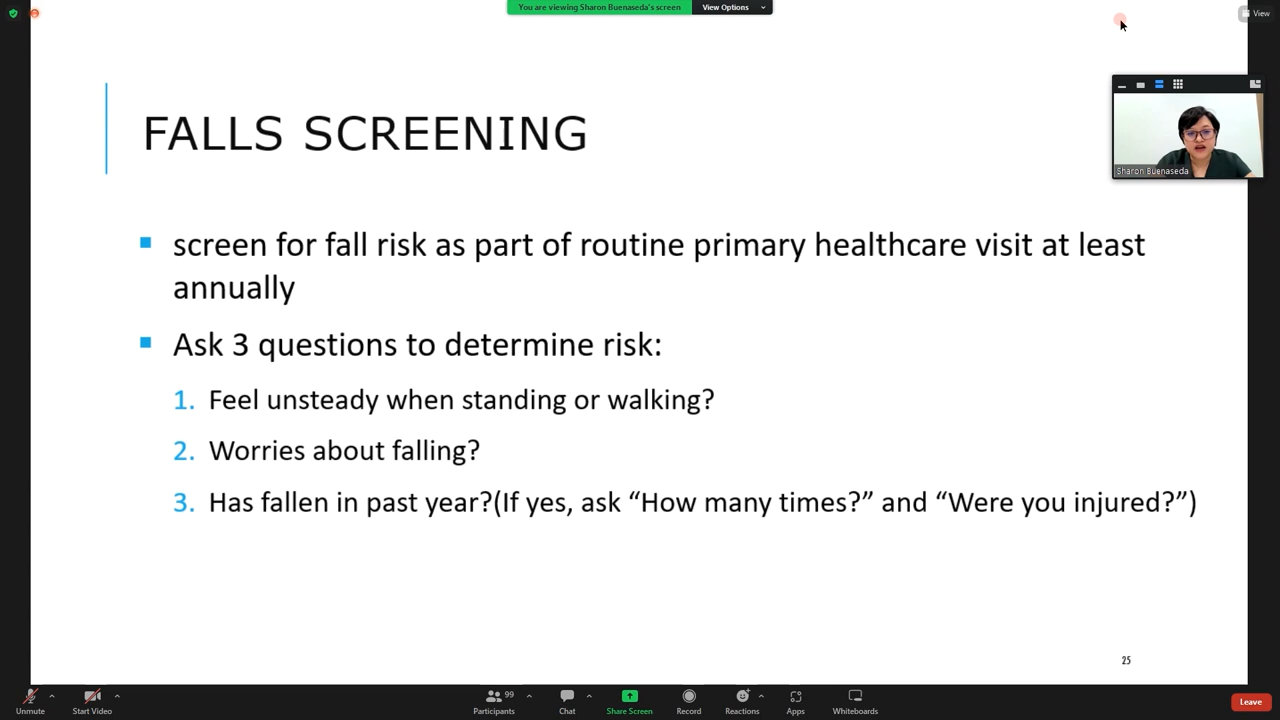 You are viewing Sharon Buenaseda's screen
View Options
View
FALLS SCREENING
Sharon Buenaseda
screen for fall risk as part of routine primary healthcare visit at least
annually
Ask 3 questions to determine risk:
1. Feel unsteady when standing or walking?
2. Worries about falling?
3. Has fallen in past year?(If yes, ask “How many times?” and “Were you injured?”)
25
Unmute
Start Video
99
Participants
Chat
Share Screen
Record
Reactions
Apps
Whiteboards
Leave